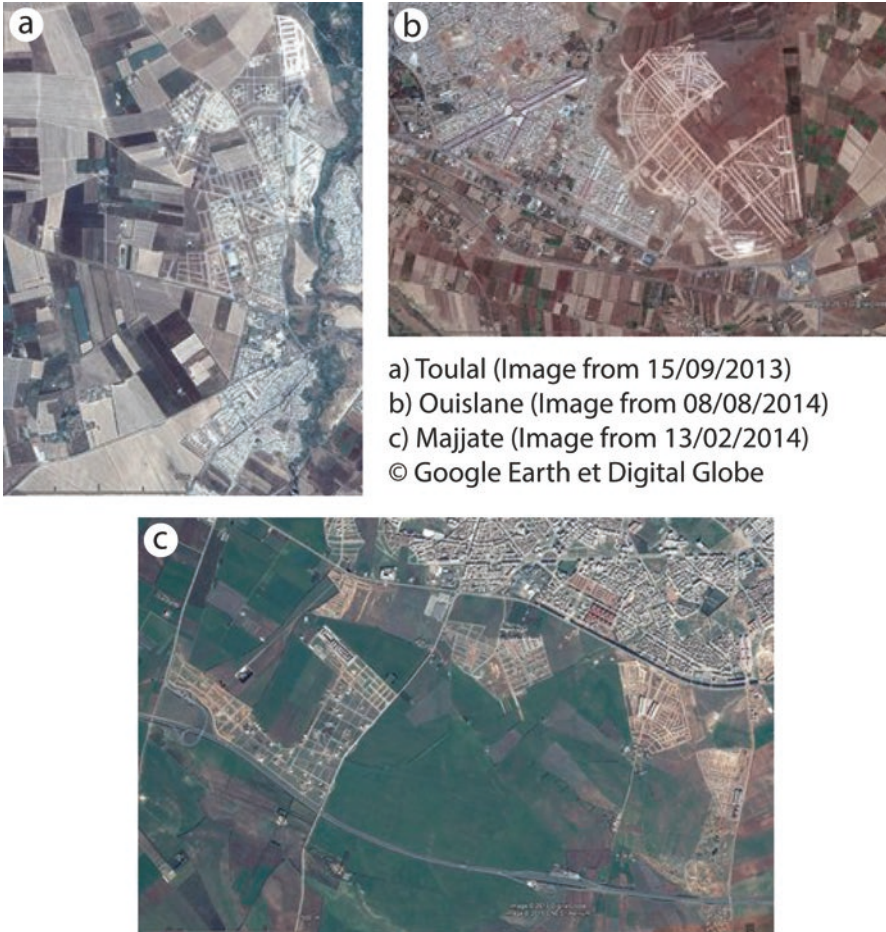 a
b
a) Toulal (Image from 15/09/2013)
b) Ouislane (Image from 08/08/2014)
c) Majjate (Image from 13/02/2014)
© Google Earth et Digital Globe
c